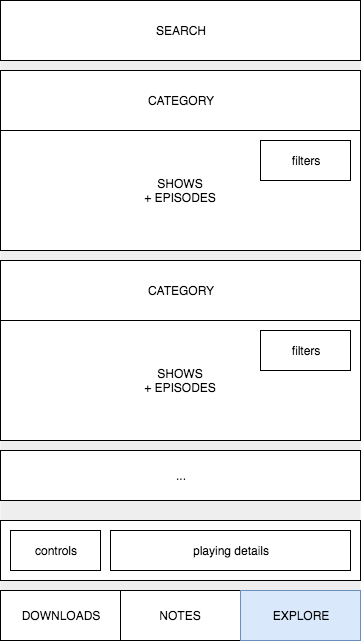 SEARCH
CATEGORY
filters
SHOWS
+ EPISODES
CATEGORY
filters
SHOWS
+ EPISODES
...
controls
playing details
DOWNLOADS
NOTES
EXPLORE